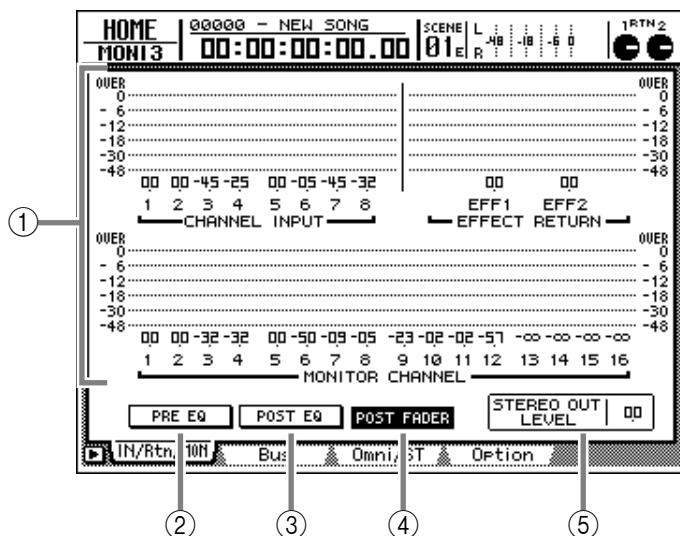 HOME 00000 - NEW SONG SCENE L -48 -18 -6 0 1 RTN 2
MONI3 00:00:00:00.00 01 E R
OVER OVER
0 0
- 6 - 6
-12 -12
-18 -18
-30 -30
-48 -48
00 00 -45 -25 00 -05 -45 -32 00 00
1 2 3 4 5 6 7 8 EFF1 EFF2
CHANNEL INPUT EFFECT RETURN
①
OVER OVER
0 0
- 6 - 6
-12 -12
-18 -18
-30 -30
-48 -48
00 00 -32 -32 00 -50 -09 -05 -23 -02 -02 -57 -∞ -∞ -∞ -∞
1 2 3 4 5 6 7 8 9 10 11 12 13 14 15 16
MONITOR CHANNEL
PRE EQ POST EQ POST FADER STEREO OUT LEVEL 00
IN/Rtn/MON Bus Omni/ST Option
② ③ ④ ⑤